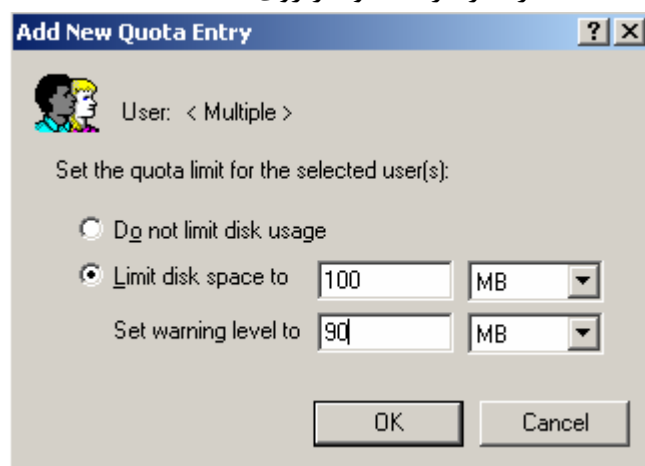 Add New Quota Entry
User: < Multiple >
Set the quota limit for the selected user(s):
Do not limit disk usage
Limit disk space to 100 MB
Set warning level to 90 MB
OK Cancel